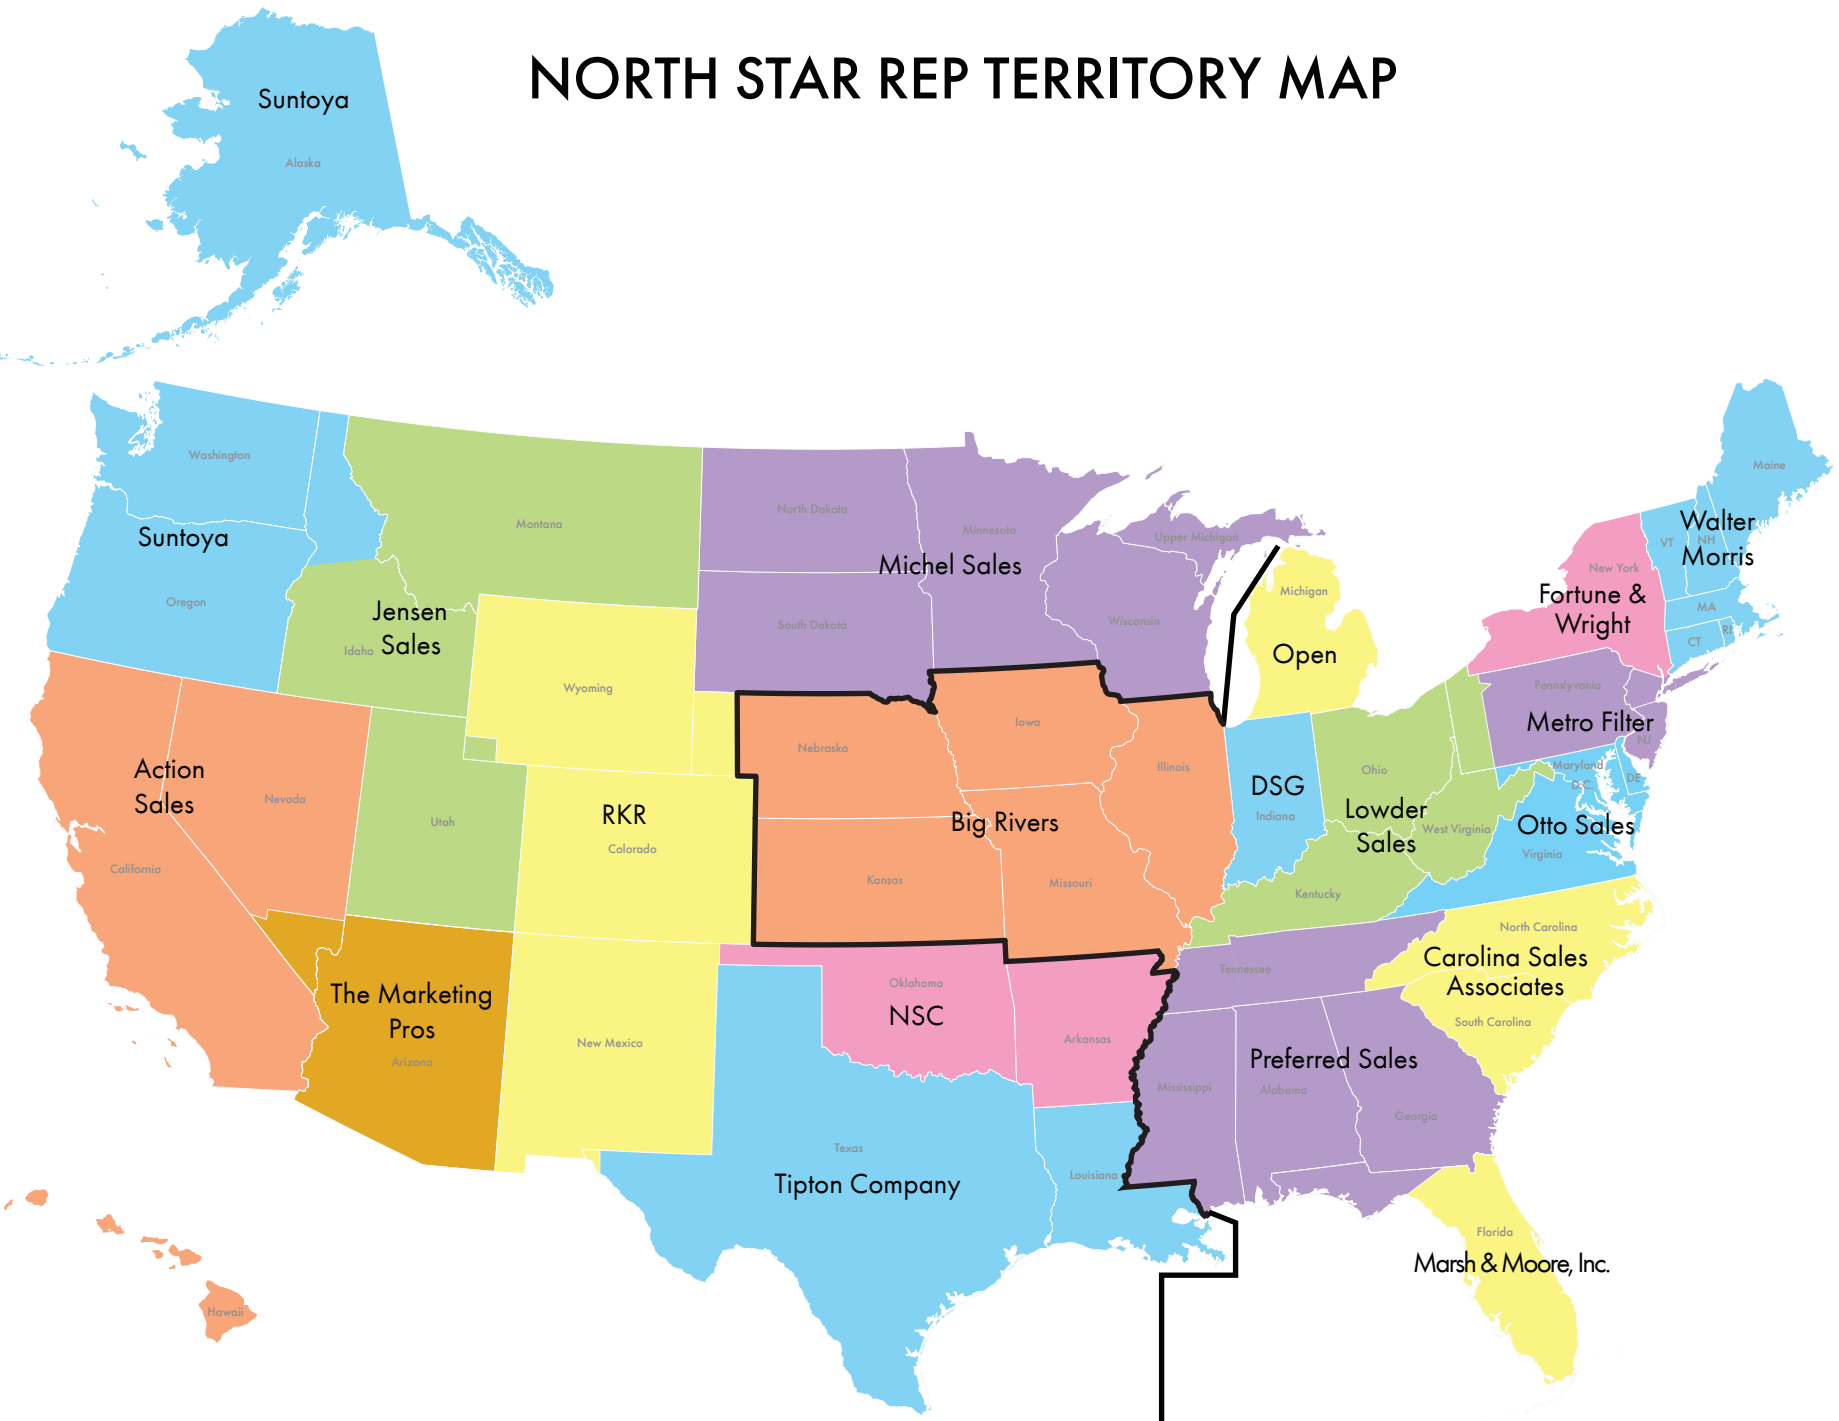 NORTH STAR REP TERRITORY MAP
Suntoya
Alaska
Washington
Suntoya
Oregon
Montana
Jensen
Idaho Sales
Wyoming
North Dakota
Minnesota
Upper Michigan
Michel Sales
South Dakota
Wisconsin
Michigan
Open
Maine
Walter
VT
NH
Morris
New York
Fortune &
Wright
MA
CT
RI
Pennslyvania
Metro Filter
NJ
Action
Sales
Nevada
California
Utah
RKR
Colorado
Nebraska
Iowa
Illinois
Big Rivers
Kansas
Missouri
DSG
Indiana
Ohio
Lowder
Sales
West Virginia
Kentucky
Maryland
D.C.
DE
Otto Sales
Virginia
North Carolina
Carolina Sales
Associates
South Carolina
The Marketing
Pros
Arizona
New Mexico
Oklahoma
NSC
Arkansas
Tennessee
Preferred Sales
Mississippi
Alabama
Georgia
Texas
Tipton Company
Louisiana
Florida
Marsh & Moore, Inc.
Hawaii